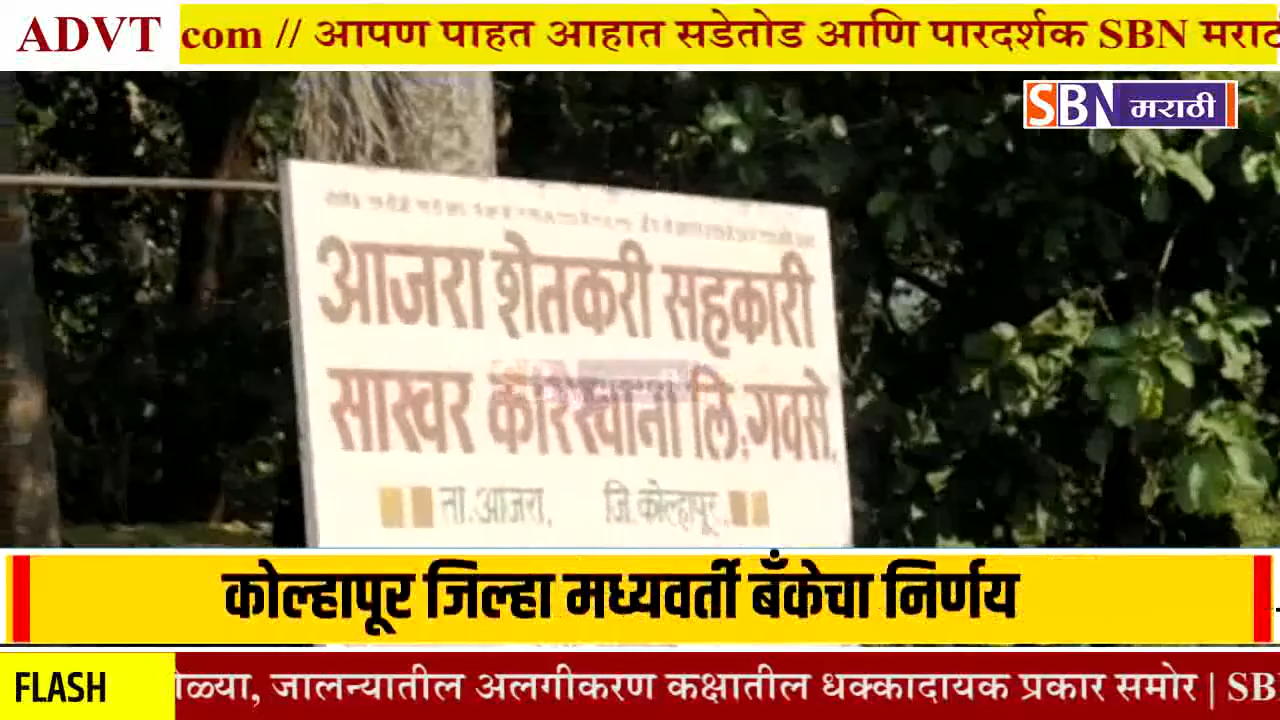 ADVT com // आपण पाहत आहात सडेतोड आणि पारदर्शक SBN मराठी
SBN मराठी
आजरा शेतकरी सहकारी
साखर कारखाना लि; गवसे.
ता.आजरा. जि.कोल्हापूर.
कोल्हापूर जिल्हा मध्यवर्ती बँकेचा निर्णय
FLASH ळ्या, जालन्यातील अलगीकरण कक्षातील धक्कादायक प्रकार समोर | SB